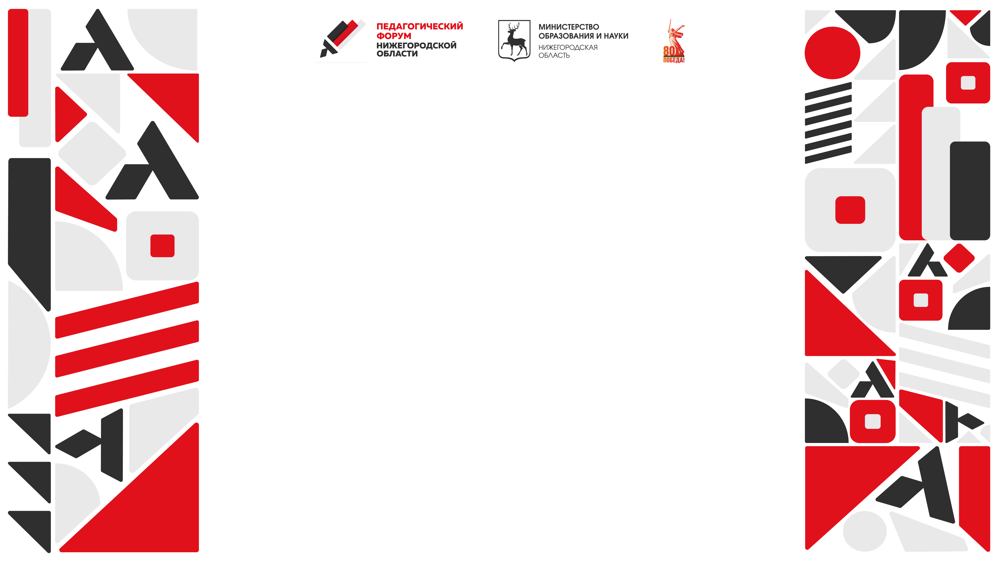 ПЕДАГОГИЧЕСКИЙ
ФОРУМ
НИЖЕГОРОДСКОЙ
ОБЛАСТИ
МИНИСТЕРСТВО
ОБРАЗОВАНИЯ И НАУКИ
НИЖЕГОРОДСКАЯ
ОБЛАСТЬ
80
ПОБЕДА!